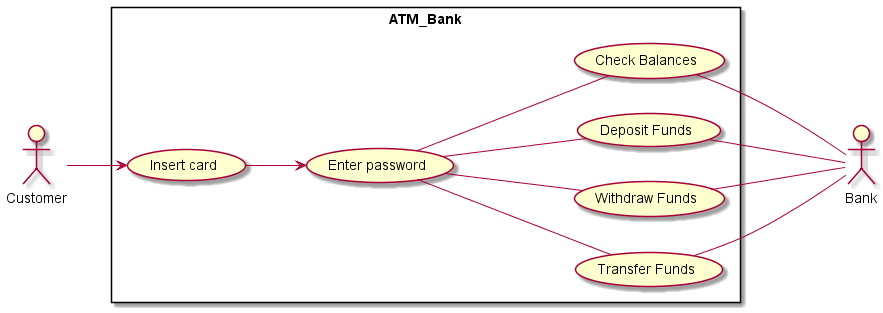 ATM_Bank
Check Balances
Deposit Funds
Customer
Insert card
Enter password
Withdraw Funds
Bank
Transfer Funds